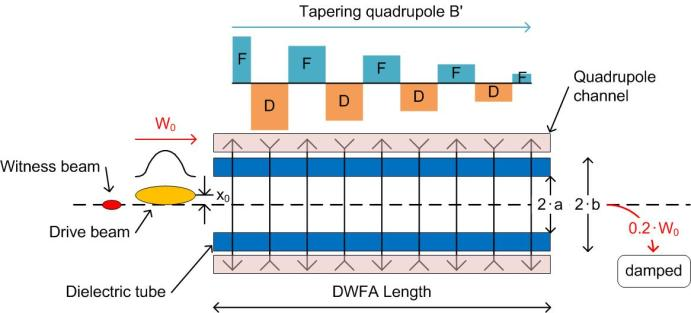 Tapering quadrupole B'
F
F
F
F
F
D
D
D
D
Quadrupole
channel
W₀
Witness beam
x₀
Drive beam
2·a
2·b
0.2·W₀
damped
Dielectric tube
DWFA Length